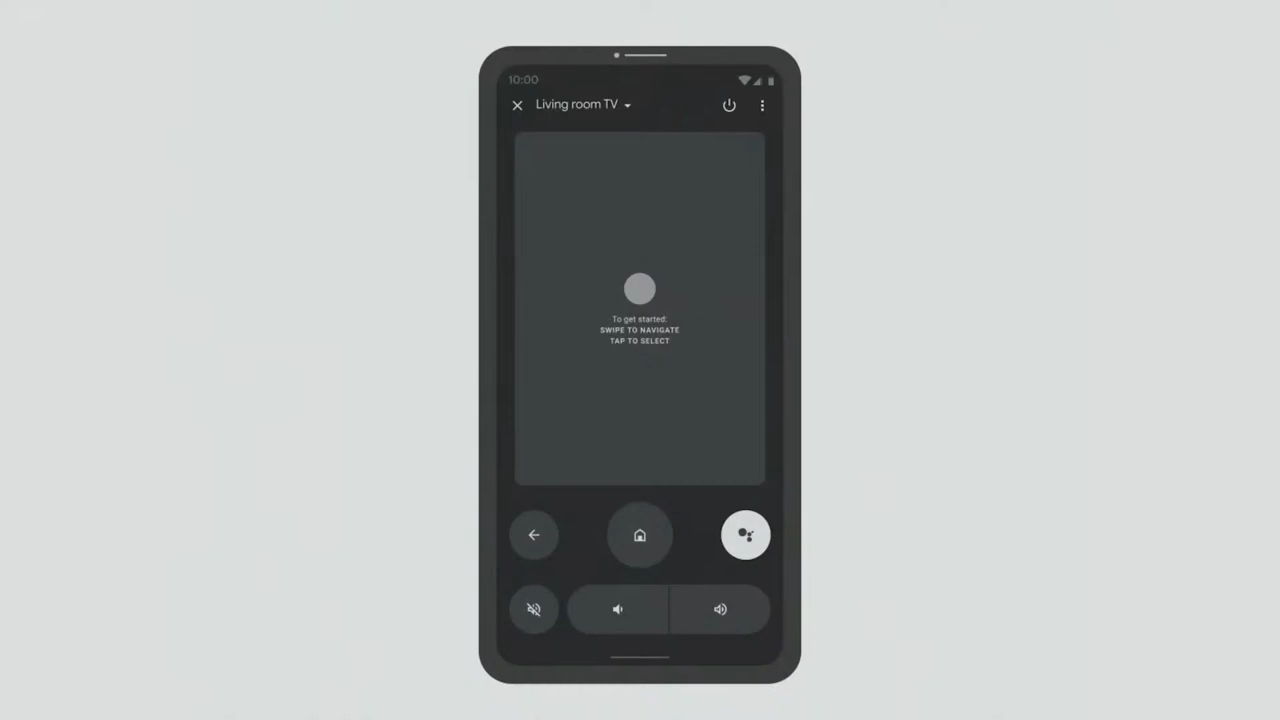 10:00
Living room TV
To get started:
SWIPE TO NAVIGATE
TAP TO SELECT